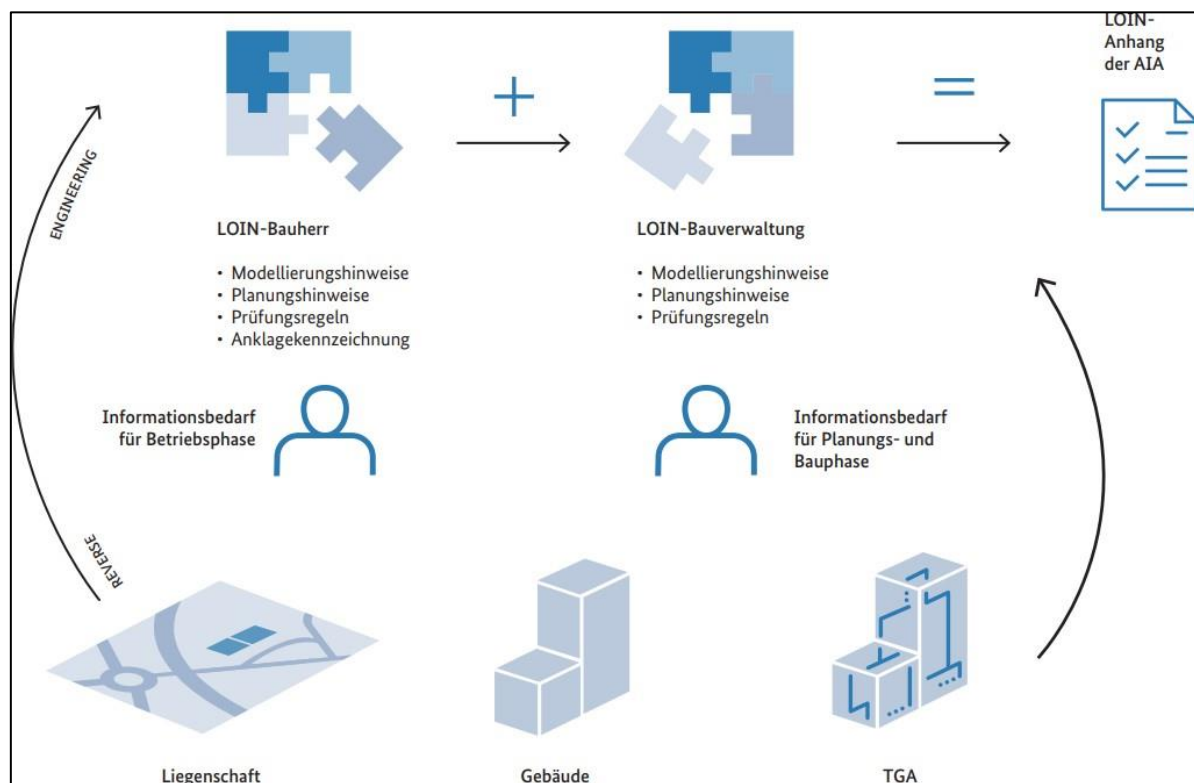 LOIN-
Anhang
der AIA
ENGINEERING
LOIN-Bauherr
• Modellierungshinweise
• Planungshinweise
• Prüfungsregeln
• Anklagekennzeichnung
LOIN-Bauverwaltung
• Modellierungshinweise
• Planungshinweise
• Prüfungsregeln
Informationsbedarf
für Betriebsphase
Informationsbedarf
für Planungs- und
Bauphase
REVERSE
Liegenschaft
Gebäude
TGA